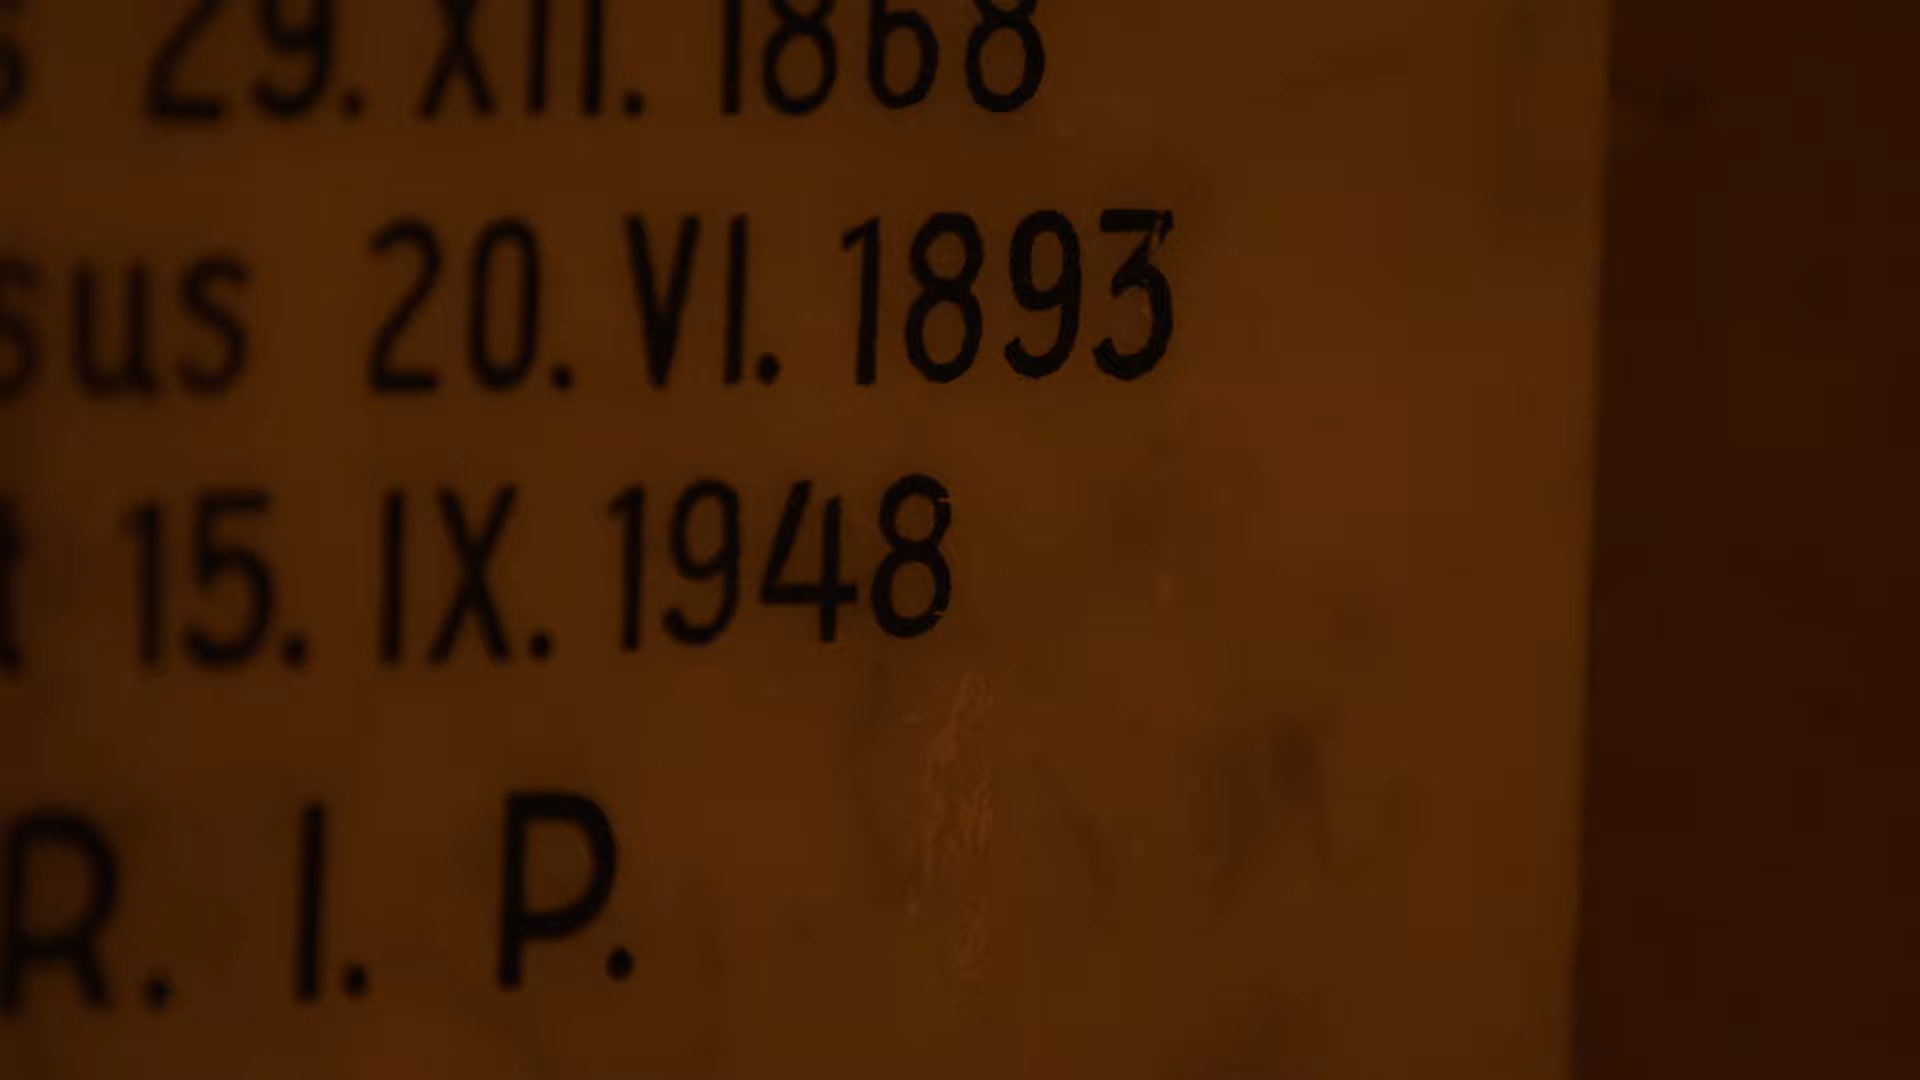 s 29. XII. 1868
sus 20. VI. 1893
t 15. IX. 1948
R. I. P.